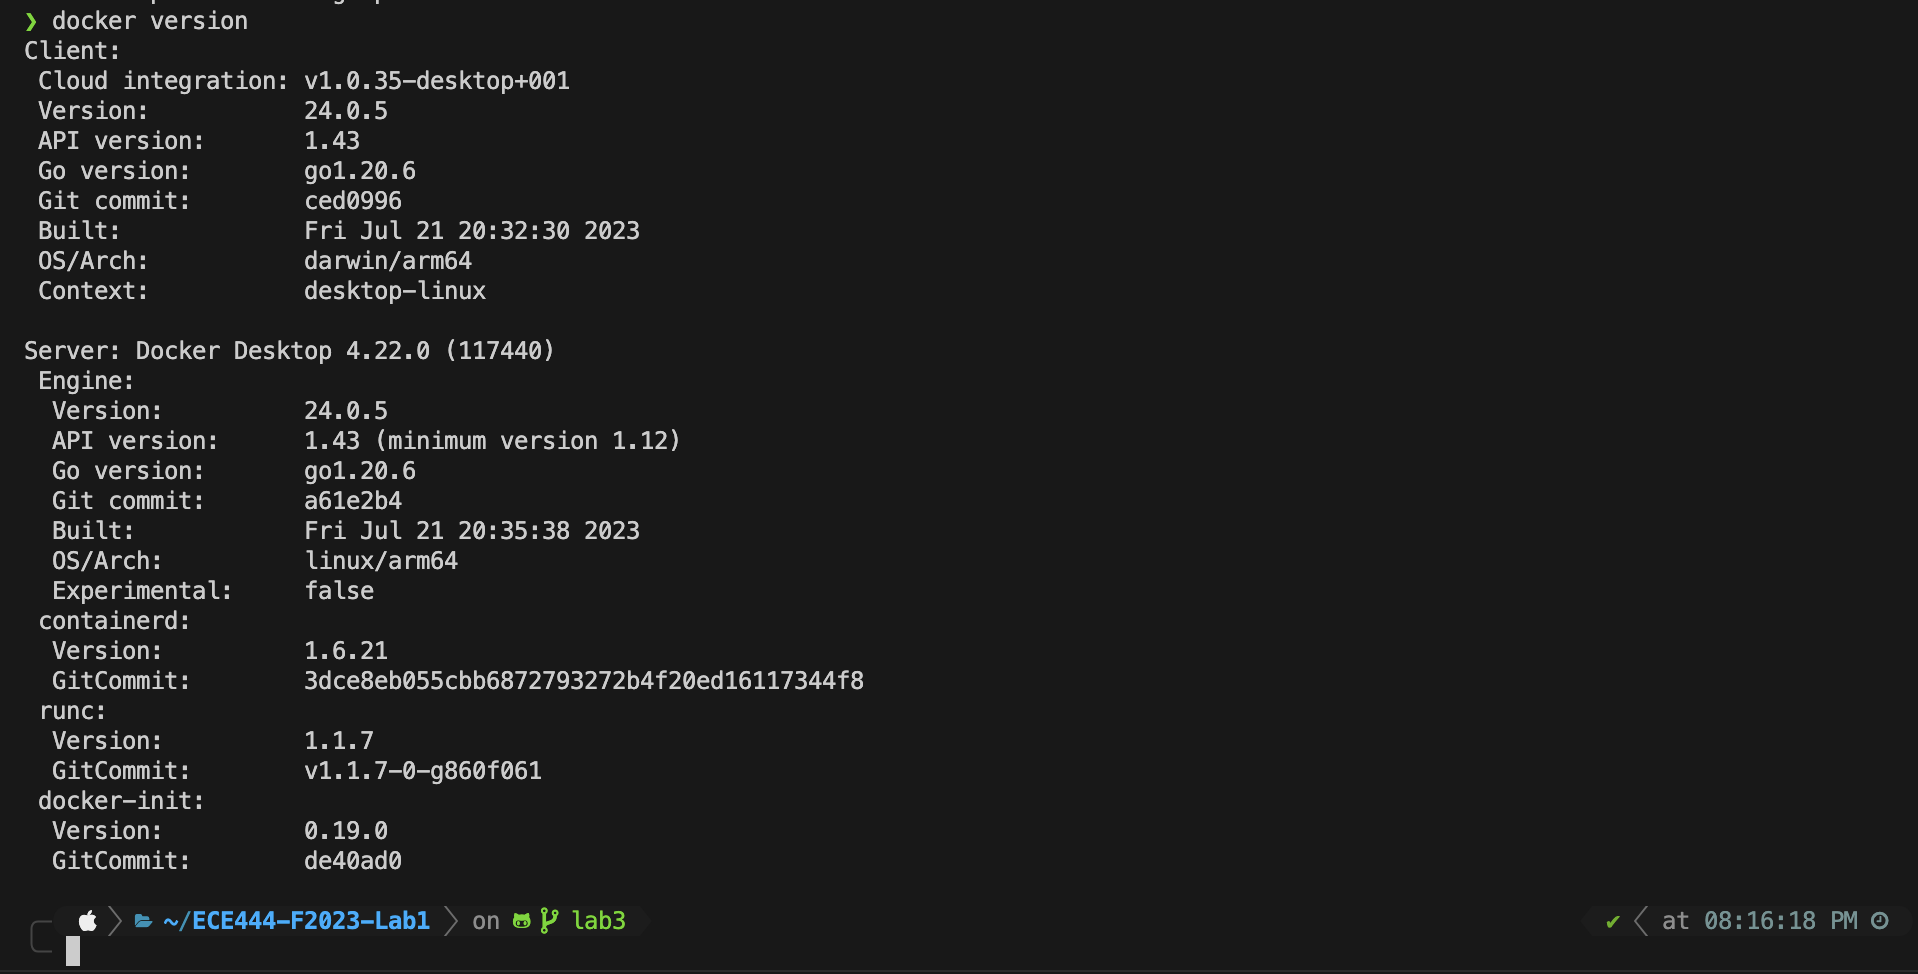 ❯ docker version
Client:
 Cloud integration: v1.0.35-desktop+001
 Version:           24.0.5
 API version:       1.43
 Go version:        go1.20.6
 Git commit:        ced0996
 Built:             Fri Jul 21 20:32:30 2023
 OS/Arch:           darwin/arm64
 Context:           desktop-linux

Server: Docker Desktop 4.22.0 (117440)
 Engine:
  Version:          24.0.5
  API version:      1.43 (minimum version 1.12)
  Go version:       go1.20.6
  Git commit:       a61e2b4
  Built:            Fri Jul 21 20:35:38 2023
  OS/Arch:          linux/arm64
  Experimental:     false
 containerd:
  Version:          1.6.21
  GitCommit:        3dce8eb055cbb6872793272b4f20ed16117344f8
 runc:
  Version:          1.1.7
  GitCommit:        v1.1.7-0-g860f061
 docker-init:
  Version:          0.19.0
  GitCommit:        de40ad0

~/ECE444-F2023-Lab1 on lab3 ✔ at 08:16:18 PM